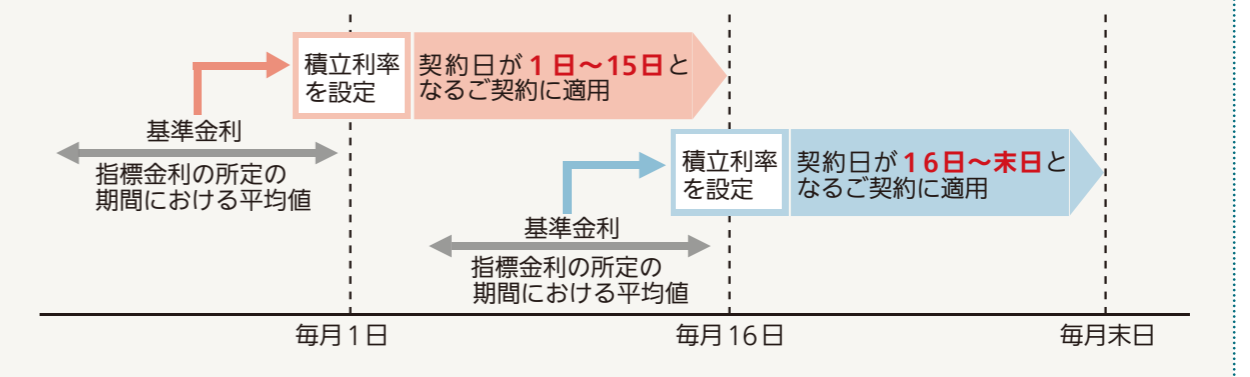 積立利率
を設定
契約日が1日〜15日と
なるご契約に適用
基準金利
指標金利の所定の
期間における平均値
積立利率
を設定
契約日が16日〜末日と
なるご契約に適用
基準金利
指標金利の所定の
期間における平均値
毎月1日
毎月16日
毎月末日